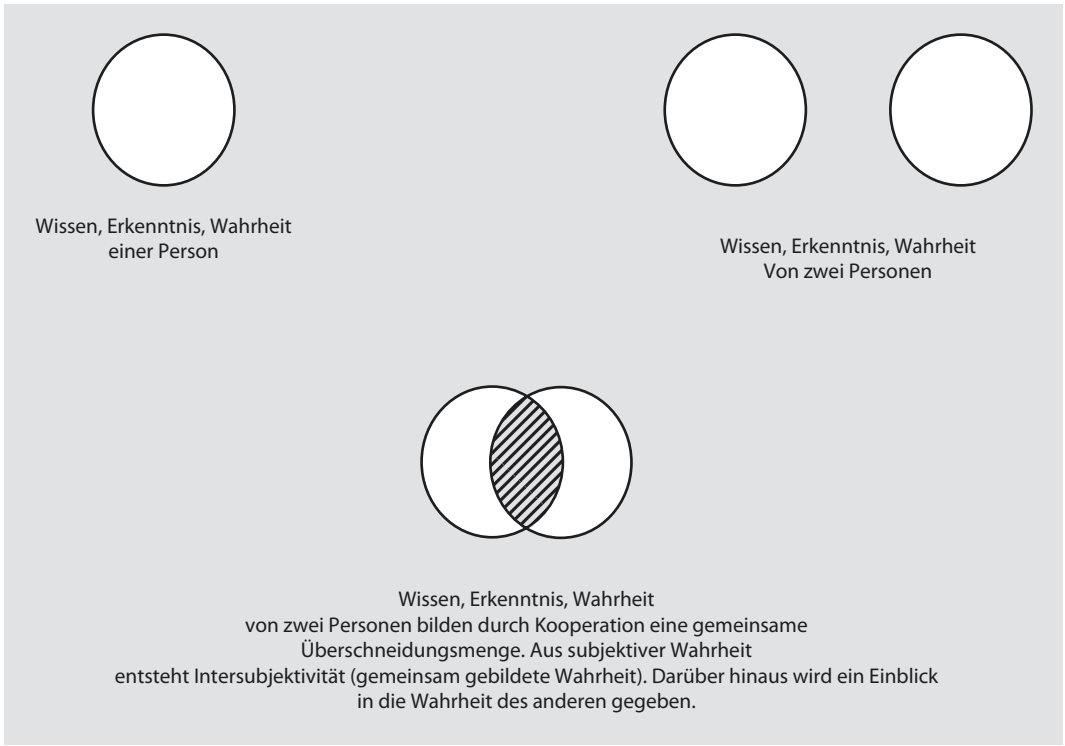 Wissen, Erkenntnis, Wahrheit
einer Person
Wissen, Erkenntnis, Wahrheit
Von zwei Personen
Wissen, Erkenntnis, Wahrheit
von zwei Personen bilden durch Kooperation eine gemeinsame
Überschneidungsmenge. Aus subjektiver Wahrheit
entsteht Intersubjektivität (gemeinsam gebildete Wahrheit). Darüber hinaus wird ein Einblick
in die Wahrheit des anderen gegeben.